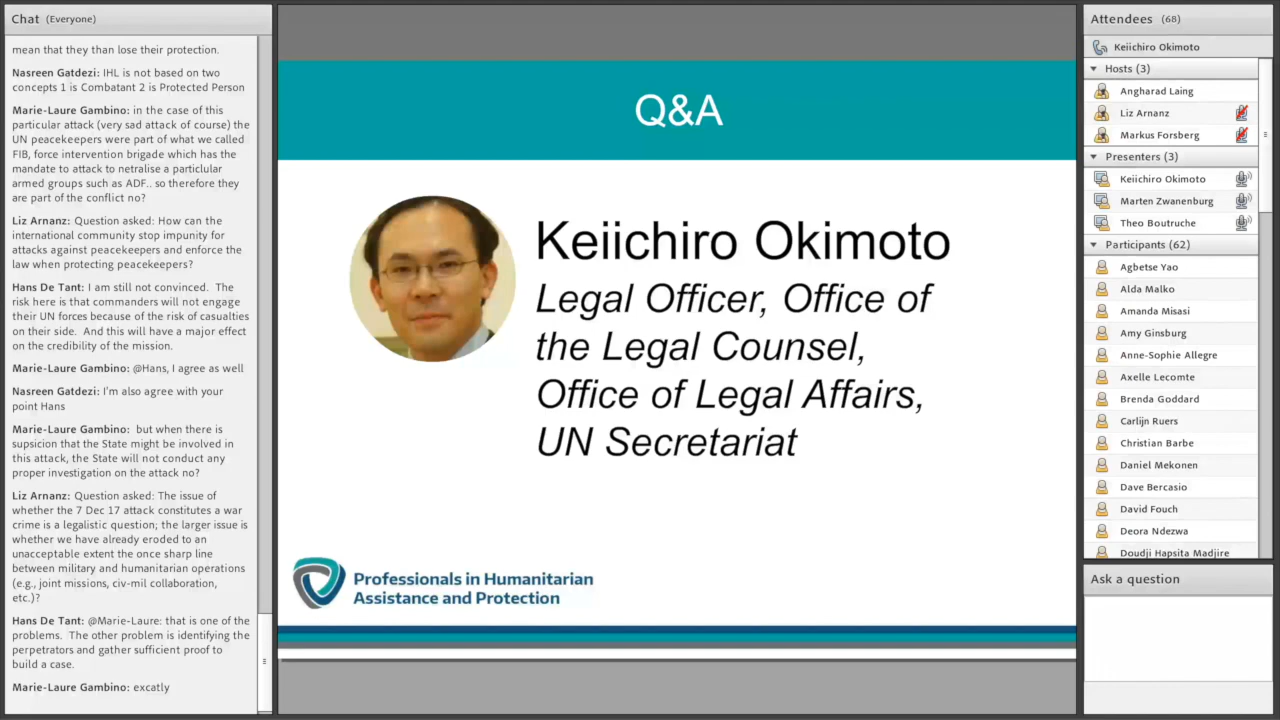 Chat (Everyone)
mean that they than lose their protection.
Nasreen Gatdezi: IHL is not based on two
concepts 1 is Combatant 2 is Protected Person
Marie-Laure Gambino: in the case of this
particular attack (very sad attack of course) the
UN peacekeepers were part of what we called
FIB, force intervention brigade which has the
mandate to attack to netralise a particlular
armed groups such as ADF.. so therefore they
are part of the conflict no?
Liz Arnanz: Question asked: How can the
international community stop impunity for
attacks against peacekeepers and enforce the
law when protecting peacekeepers?
Hans De Tant: I am still not convinced. The
risk here is that commanders will not engage
their UN forces because of the risk of casualties
on their side. And this will have a major effect
on the credibility of the mission.
Marie-Laure Gambino: @Hans, I agree as well
Nasreen Gatdezi: I'm also agree with your
point Hans
Marie-Laure Gambino: but when there is
supsicion that the State might be involved in
this attack, the State will not conduct any
proper investigation on the attack no?
Liz Arnanz: Question asked: The issue of
whether the 7 Dec 17 attack constitutes a war
crime is a legalistic question; the larger issue is
whether we have already eroded to an
unacceptable extent the once sharp line
between military and humanitarian operations
(e.g., joint missions, civ-mil collaboration,
etc.)?
Hans De Tant: @Marie-Laure: that is one of the
problems. The other problem is identifying the
perpetrators and gather sufficient proof to
build a case.
Marie-Laure Gambino: excatly
Q&A
Keiichiro Okimoto
Legal Officer, Office of
the Legal Counsel,
Office of Legal Affairs,
UN Secretariat
Professionals in Humanitarian
Assistance and Protection
Attendees (68)
Keiichiro Okimoto
Hosts (3)
Angharad Laing
Liz Arnanz
Markus Forsberg
Presenters (3)
Keiichiro Okimoto
Marten Zwanenburg
Theo Boutruche
Participants (62)
Agbetse Yao
Alda Malko
Amanda Misasi
Amy Ginsburg
Anne-Sophie Allegre
Axelle Lecomte
Brenda Goddard
Carlijn Ruers
Christian Barbe
Daniel Mekonen
Dave Bercasio
David Fouch
Deora Ndezwa
Doudji Hapsita Madjire
Ask a question